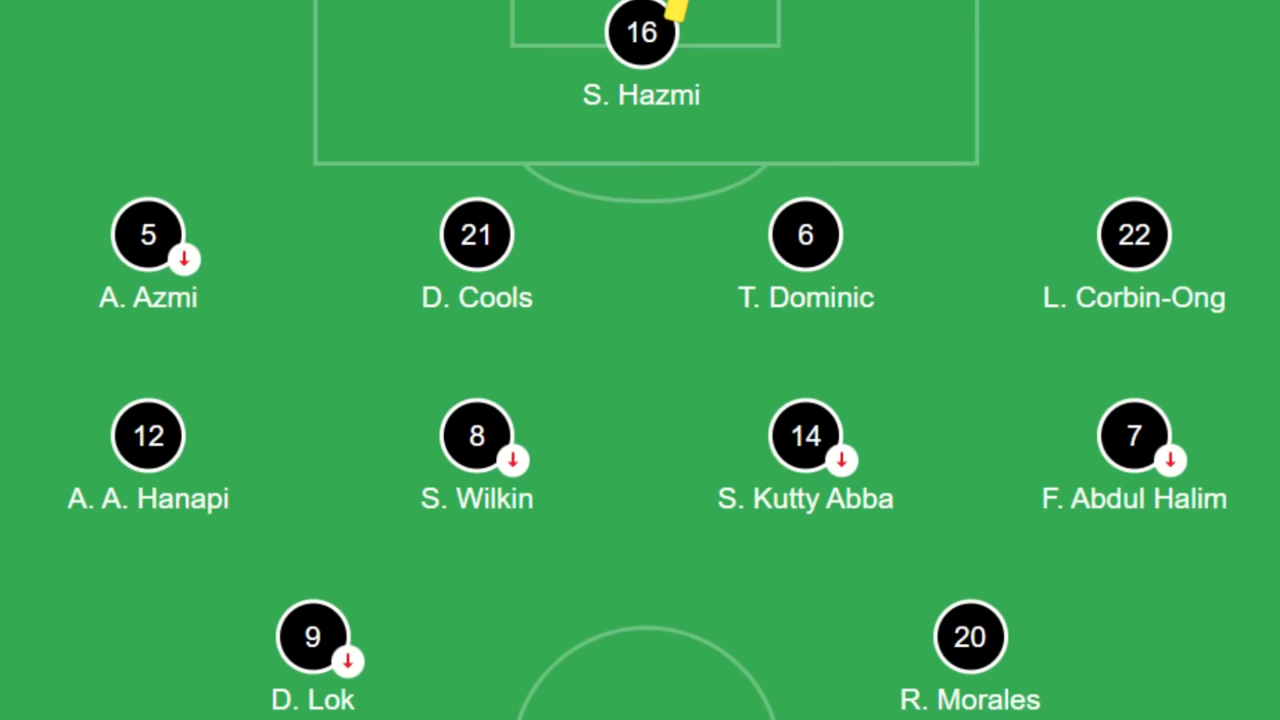 16
S. Hazmi
5 21 6 22
A. Azmi D. Cools T. Dominic L. Corbin-Ong
12 8 14 7
A. A. Hanapi S. Wilkin S. Kutty Abba F. Abdul Halim
9 20
D. Lok R. Morales